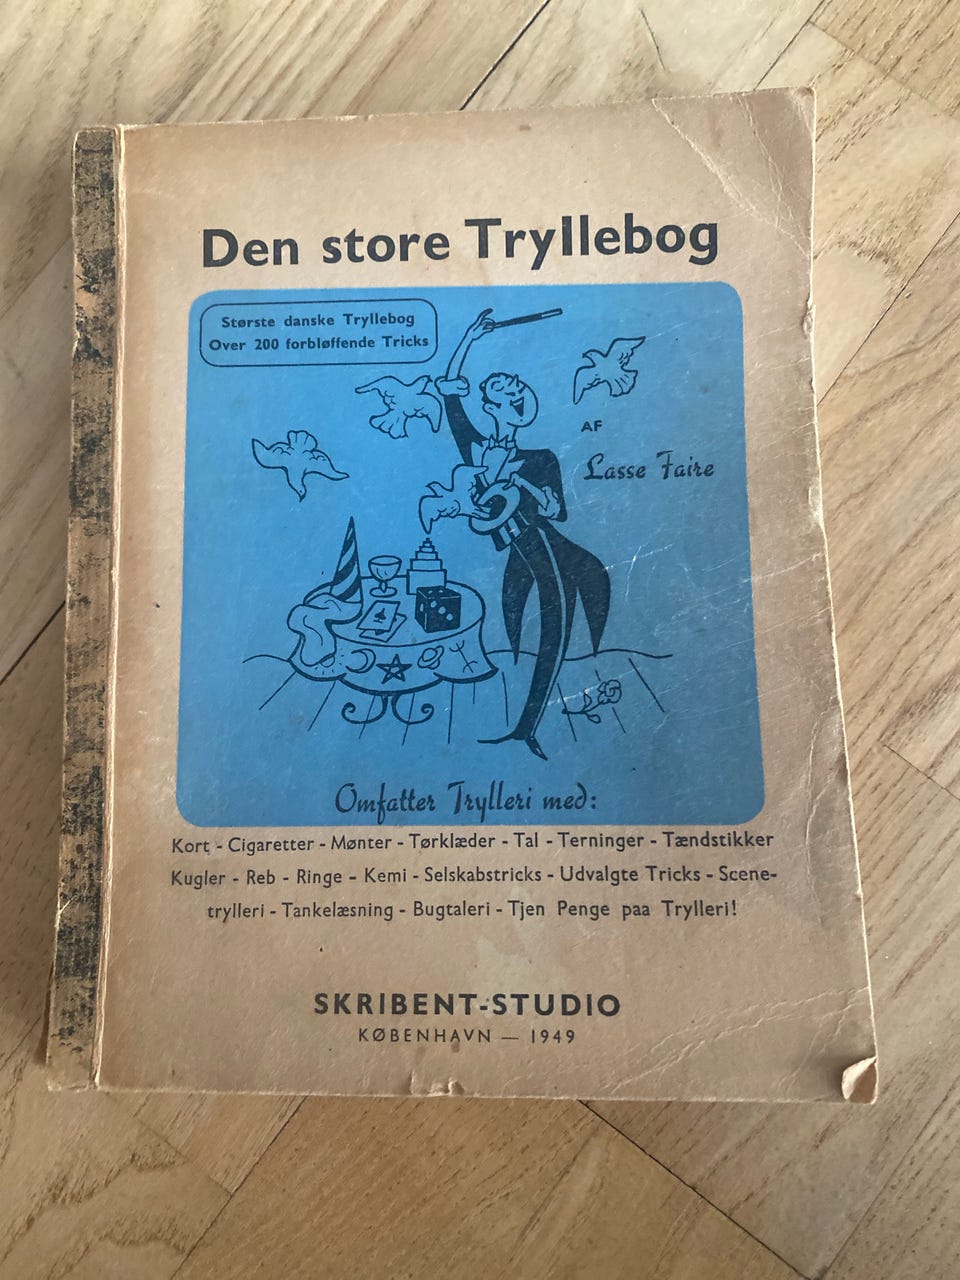 Den store Tryllebog
Største danske Tryllebog
Over 200 forbløffende Tricks
AF
Lasse Faire
Omfatter Trylleri med:
Kort - Cigaretter - Mønter - Tørklæder - Tal - Terninger - Tændstikker
Kugler - Reb - Ringe - Kemi - Selskabstricks - Udvalgte Tricks - Scene-
trylleri - Tankelæsning - Bugtaleri - Tjen Penge paa Trylleri!
SKRIBENT-STUDIO
KØBENHAVN — 1949